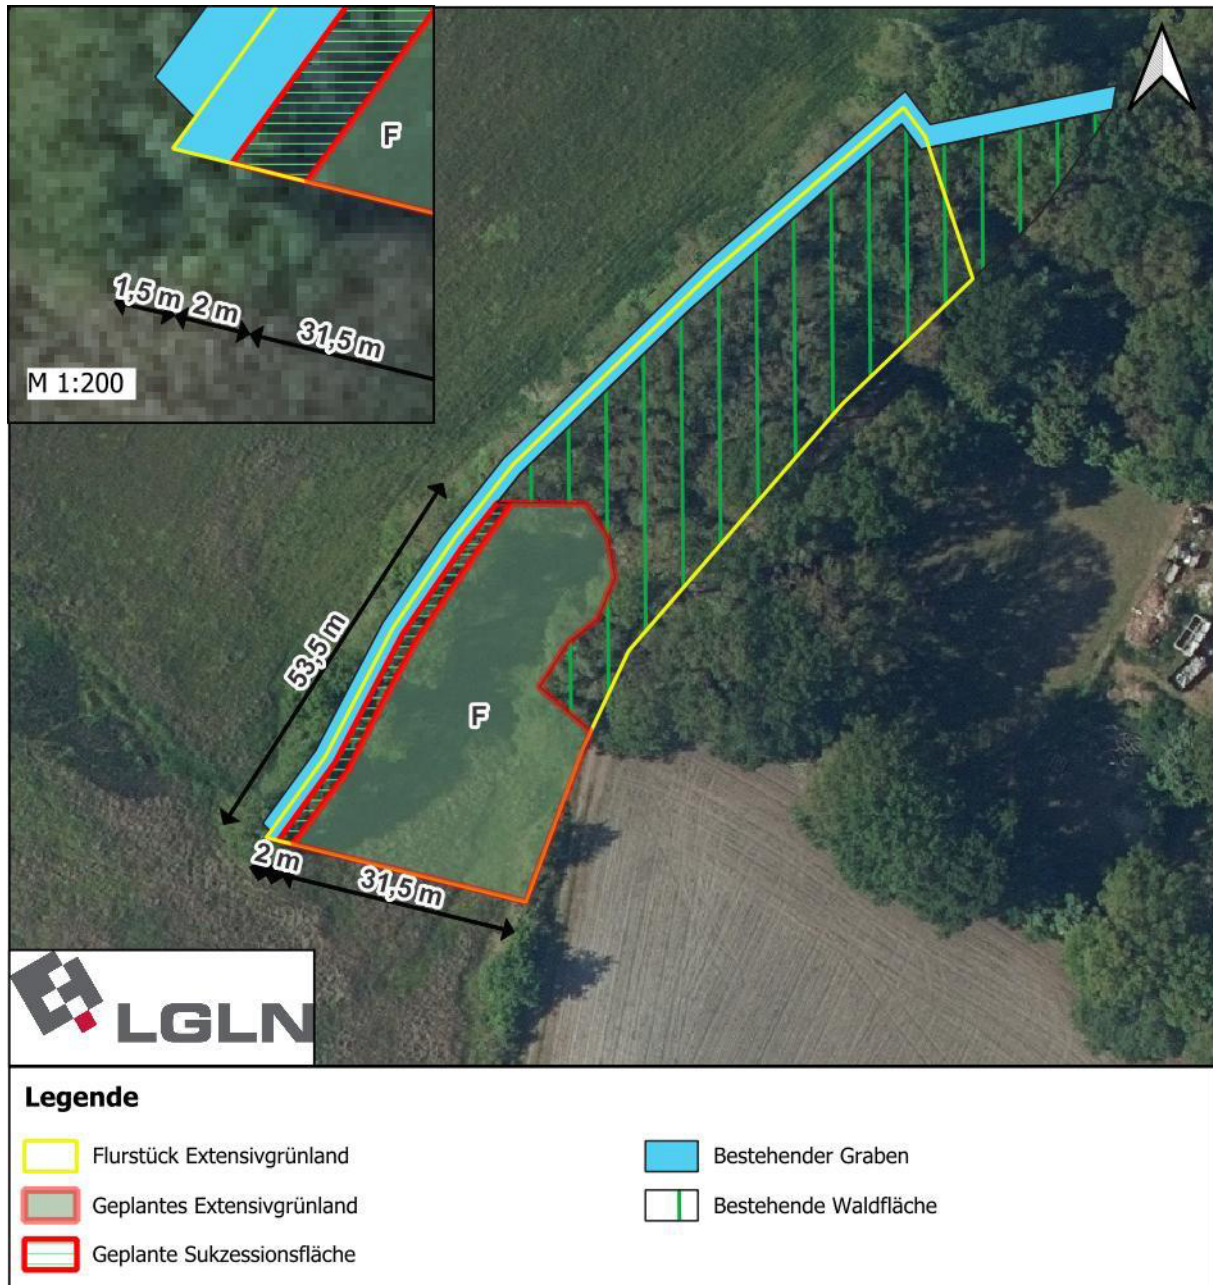 F
1,5 m 2 m 31,5 m
M 1:200
53,5 m
F
2 m
31,5 m
LGLN
Legende
Flurstück Extensivgrünland
Geplantes Extensivgrünland
Geplante Sukzessionsfläche
Bestehender Graben
Bestehende Waldfläche